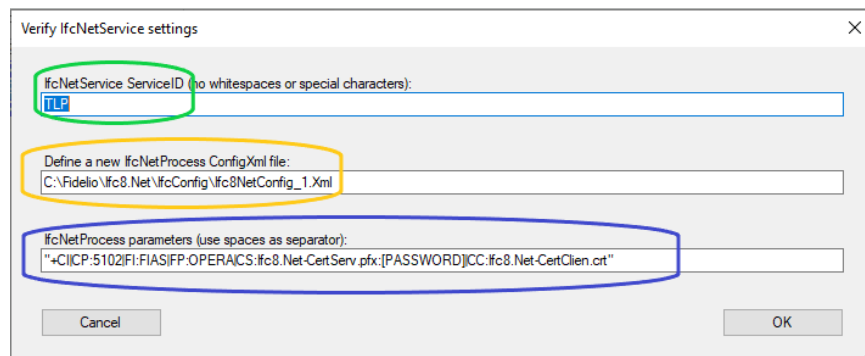 Verify IfcNetService settings
IfcNetService ServiceID (no whitespaces or special characters):
TLP
Define a new IfcNetProcess ConfigXml file:
C:\Fidelio\Ifc8.Net\IfcConfig\Ifc8NetConfig_1.Xml
IfcNetProcess parameters (use spaces as separator):
"+CI|CP:5102|FI:FIAS|FP:OPERA|CS:Ifc8.Net-CertServ.pfx:[PASSWORD]|CC:Ifc8.Net-CertClien.crt"
Cancel OK